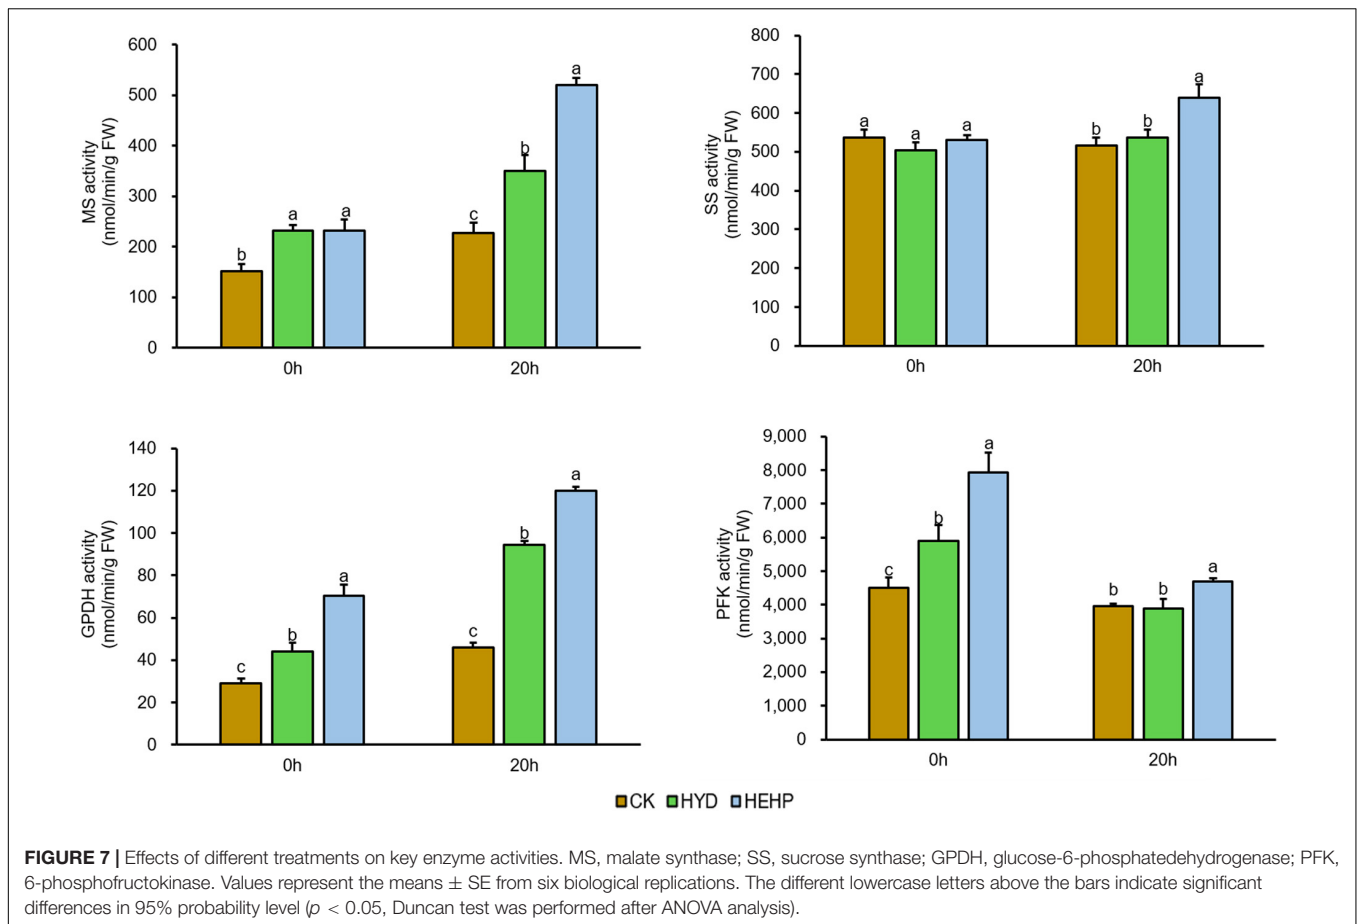 MS activity
(nmol/min/g FW)
600
500
400
300
200
100
0
b
a
a
c
b
a
0h
20h
SS activity
(nmol/min/g FW)
800
700
600
500
400
300
200
100
0
a
a
a
b
b
a
0h
20h
GPDH activity
(nmol/min/g FW)
140
120
100
80
60
40
20
0
c
b
a
c
b
a
0h
20h
PFK activity
(nmol/min/g FW)
9,000
8,000
7,000
6,000
5,000
4,000
3,000
2,000
1,000
0
c
b
a
b
b
a
0h
20h
CK HYD HEHP
FIGURE 7 | Effects of different treatments on key enzyme activities. MS, malate synthase; SS, sucrose synthase; GPDH, glucose-6-phosphatedehydrogenase; PFK,
6-phosphofructokinase. Values represent the means ± SE from six biological replications. The different lowercase letters above the bars indicate significant
differences in 95% probability level (p < 0.05, Duncan test was performed after ANOVA analysis).